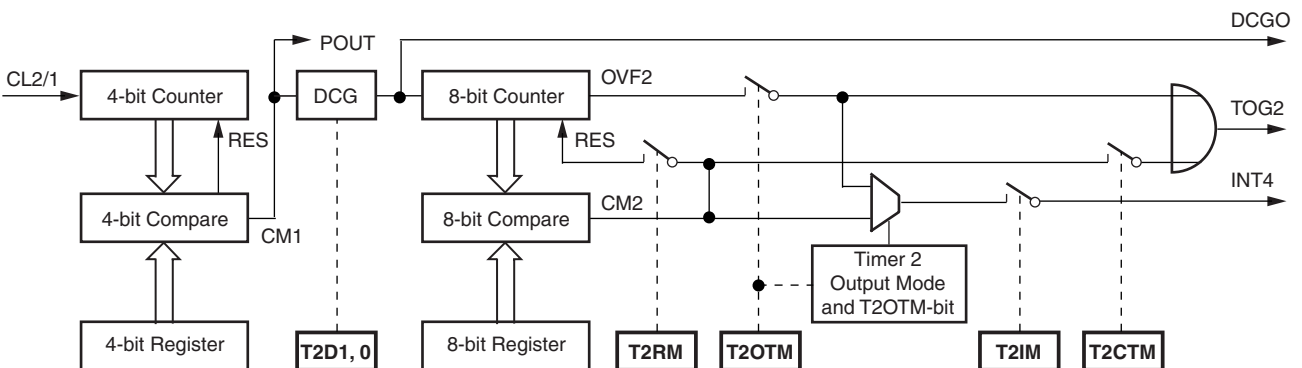 DCGO
POUT
CL2/1
4-bit Counter
DCG
8-bit Counter
OVF2
TOG2
RES
RES
INT4
4-bit Compare
CM1
8-bit Compare
CM2
Timer 2
Output Mode
and T2OTM-bit
4-bit Register
T2D1, 0
8-bit Register
T2RM
T2OTM
T2IM
T2CTM